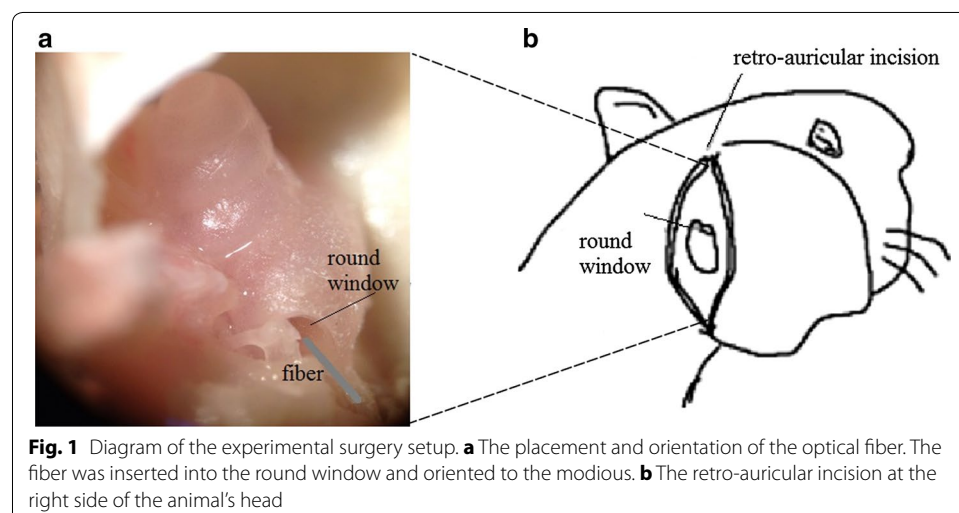 a
b
retro-auricular incision
round
window
fiber
round
window
Fig. 1 Diagram of the experimental surgery setup. a The placement and orientation of the optical fiber. The
fiber was inserted into the round window and oriented to the modious. b The retro-auricular incision at the
right side of the animal's head